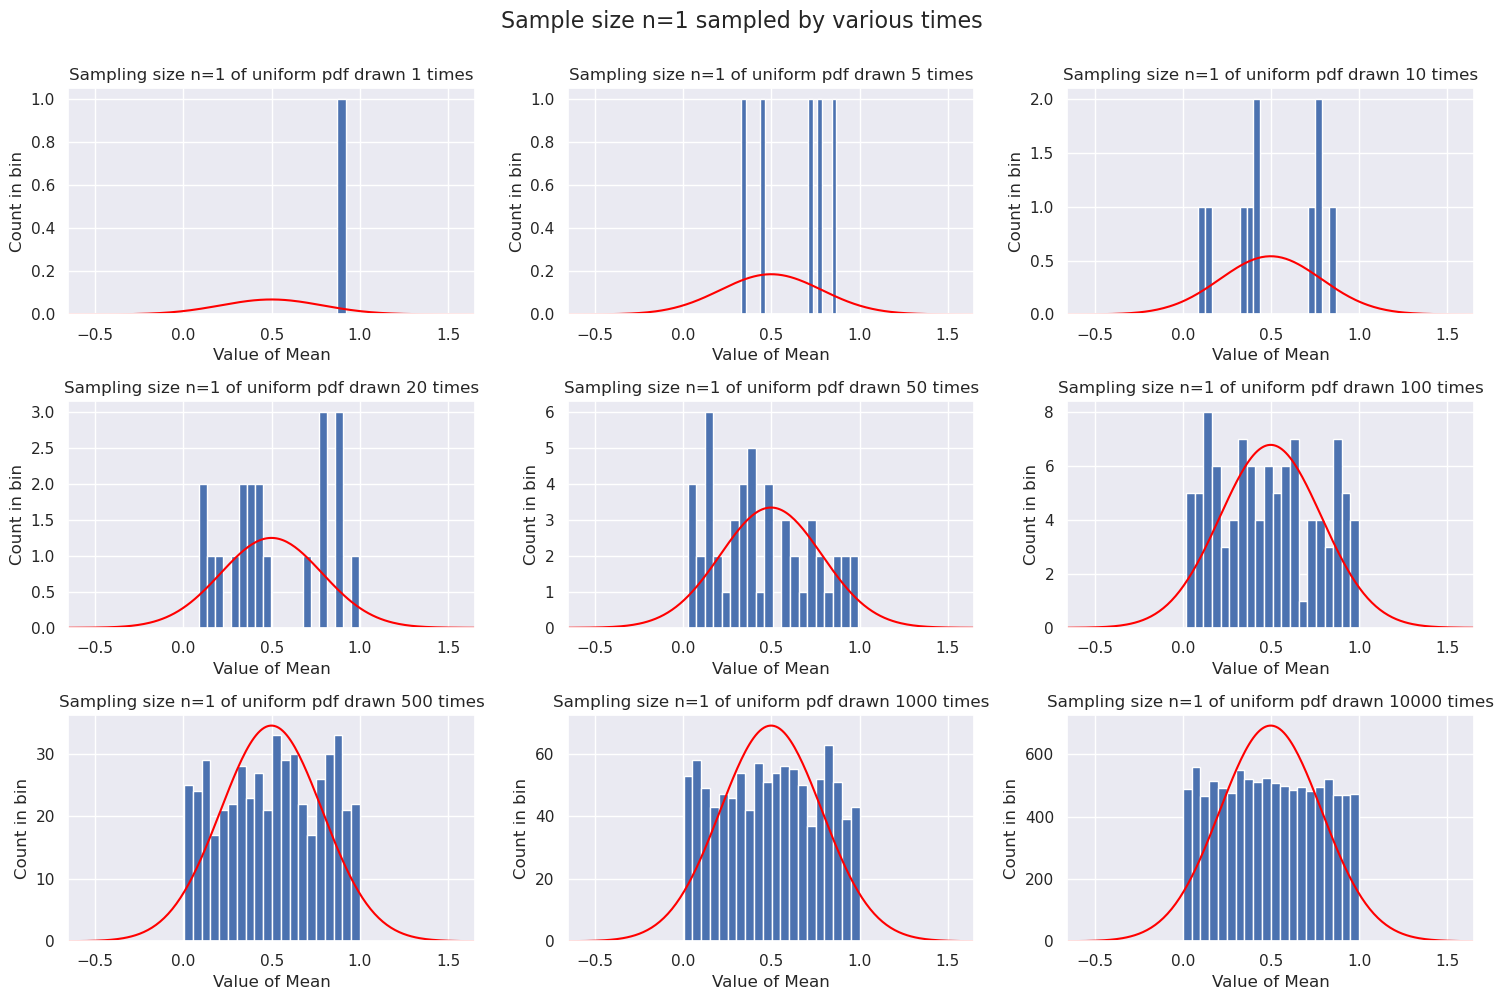 Sample size n=1 sampled by various times
Sampling size n=1 of uniform pdf drawn 1 times
Sampling size n=1 of uniform pdf drawn 5 times
Sampling size n=1 of uniform pdf drawn 10 times
1.0
0.8
0.6
0.4
0.2
0.0
Count in bin
−0.5 0.0 0.5 1.0 1.5
Value of Mean
1.0
0.8
0.6
0.4
0.2
0.0
Count in bin
−0.5 0.0 0.5 1.0 1.5
Value of Mean
2.0
1.5
1.0
0.5
0.0
Count in bin
−0.5 0.0 0.5 1.0 1.5
Value of Mean
Sampling size n=1 of uniform pdf drawn 20 times
Sampling size n=1 of uniform pdf drawn 50 times
Sampling size n=1 of uniform pdf drawn 100 times
3.0
2.5
2.0
1.5
1.0
0.5
0.0
Count in bin
−0.5 0.0 0.5 1.0 1.5
Value of Mean
6
5
4
3
2
1
0
Count in bin
−0.5 0.0 0.5 1.0 1.5
Value of Mean
8
6
4
2
0
Count in bin
−0.5 0.0 0.5 1.0 1.5
Value of Mean
Sampling size n=1 of uniform pdf drawn 500 times
Sampling size n=1 of uniform pdf drawn 1000 times
Sampling size n=1 of uniform pdf drawn 10000 times
30
20
10
0
Count in bin
−0.5 0.0 0.5 1.0 1.5
Value of Mean
60
40
20
0
Count in bin
−0.5 0.0 0.5 1.0 1.5
Value of Mean
600
400
200
0
Count in bin
−0.5 0.0 0.5 1.0 1.5
Value of Mean